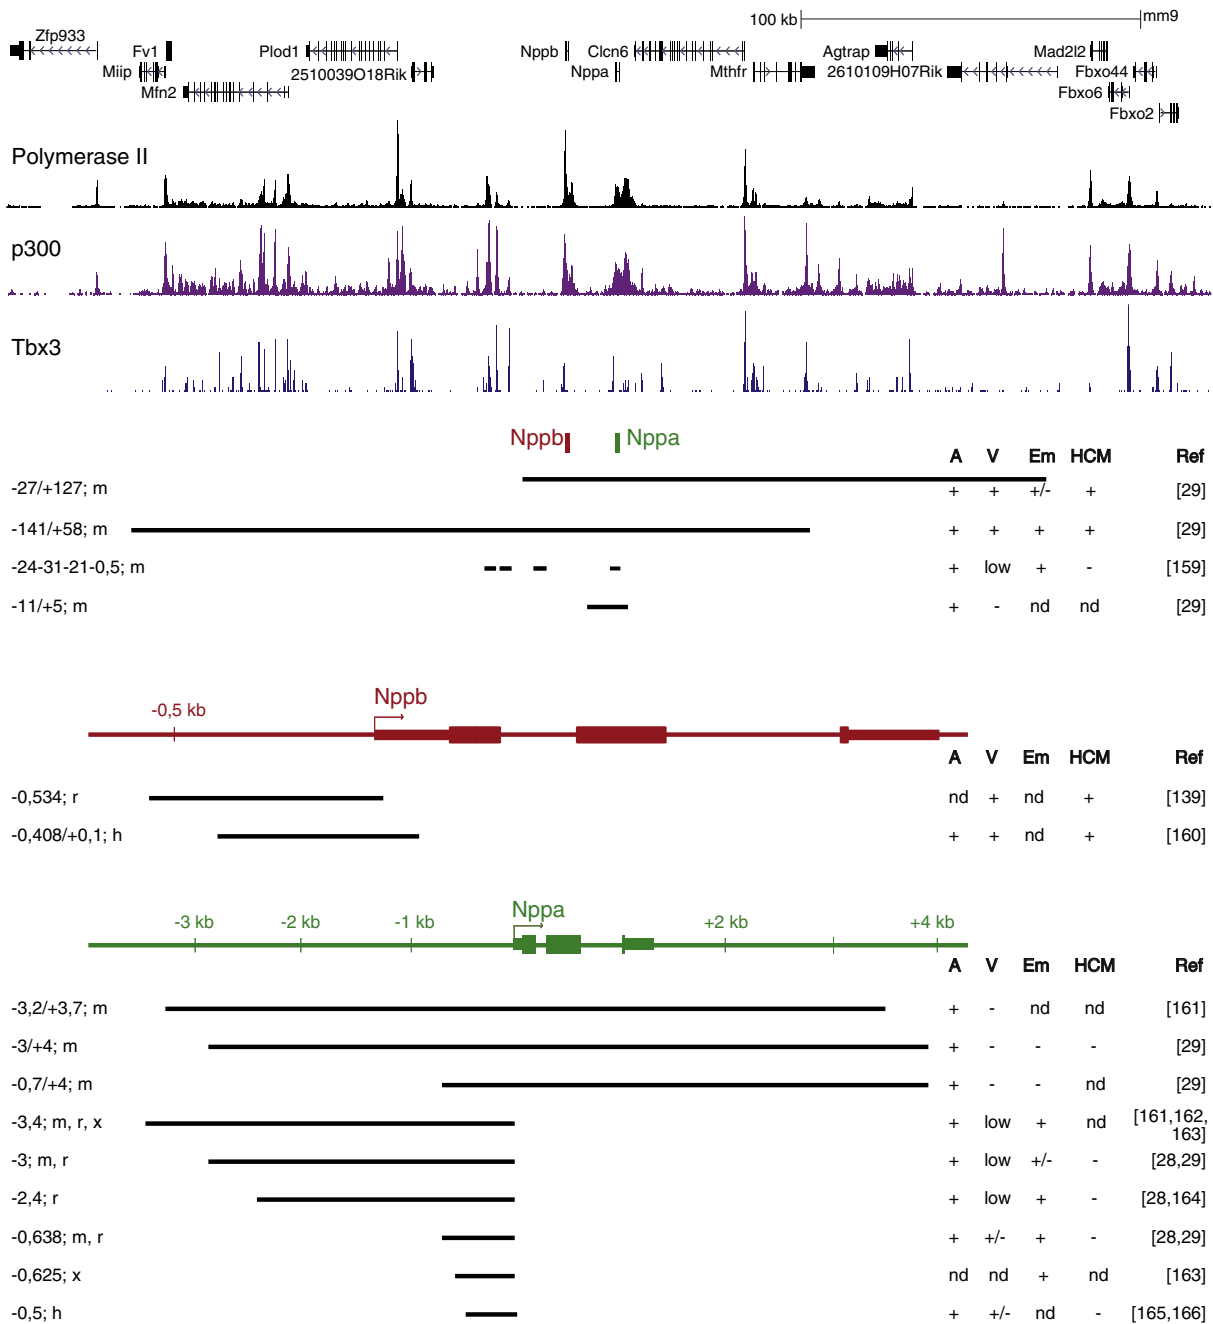 100 kb mm9
Zfp933 Fv1 Plod1 Nppb Clcn6 Agtrap Mad2l2
Miip 2510039O18Rik Nppa Mthfr 2610109H07Rik Fbxo44
Mfn2 Fbxo6
Fbxo2
Polymerase II
p300
Tbx3
Nppb Nppa
A V Em HCM Ref
-27/+127; m + + +/- + [29]
-141/+58; m + + + + [29]
-24-31-21-0,5; m + low + - [159]
-11/+5; m + - nd nd [29]
Nppb
-0,5 kb
A V Em HCM Ref
-0,534; r nd + nd + [139]
-0,408/+0,1; h + + nd + [160]
Nppa
-3 kb -2 kb -1 kb +2 kb +4 kb
A V Em HCM Ref
-3,2/+3,7; m + - nd nd [161]
-3/+4; m + - - - [29]
-0,7/+4; m + - - nd [29]
-3,4; m, r, x + low + nd [161,162,
163]
-3; m, r + low +/- - [28,29]
-2,4; r + low + - [28,164]
-0,638; m, r + +/- + - [28,29]
-0,625; x nd nd + nd [163]
-0,5; h + +/- nd - [165,166]